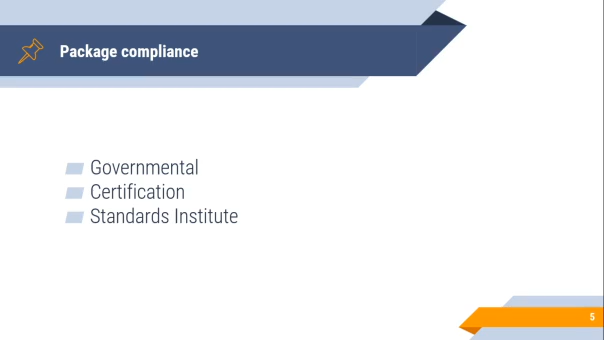 Package compliance
Governmental
Certification
Standards Institute
5